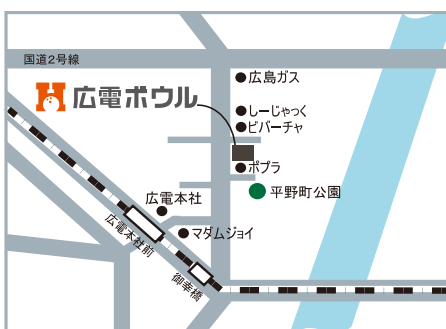 国道2号線
広島ガス
広電ボウル
しーじゃっく
ビバーチャ
ポプラ
平野町公園
広電本社
マダムジョイ
広電本社前
御幸橋